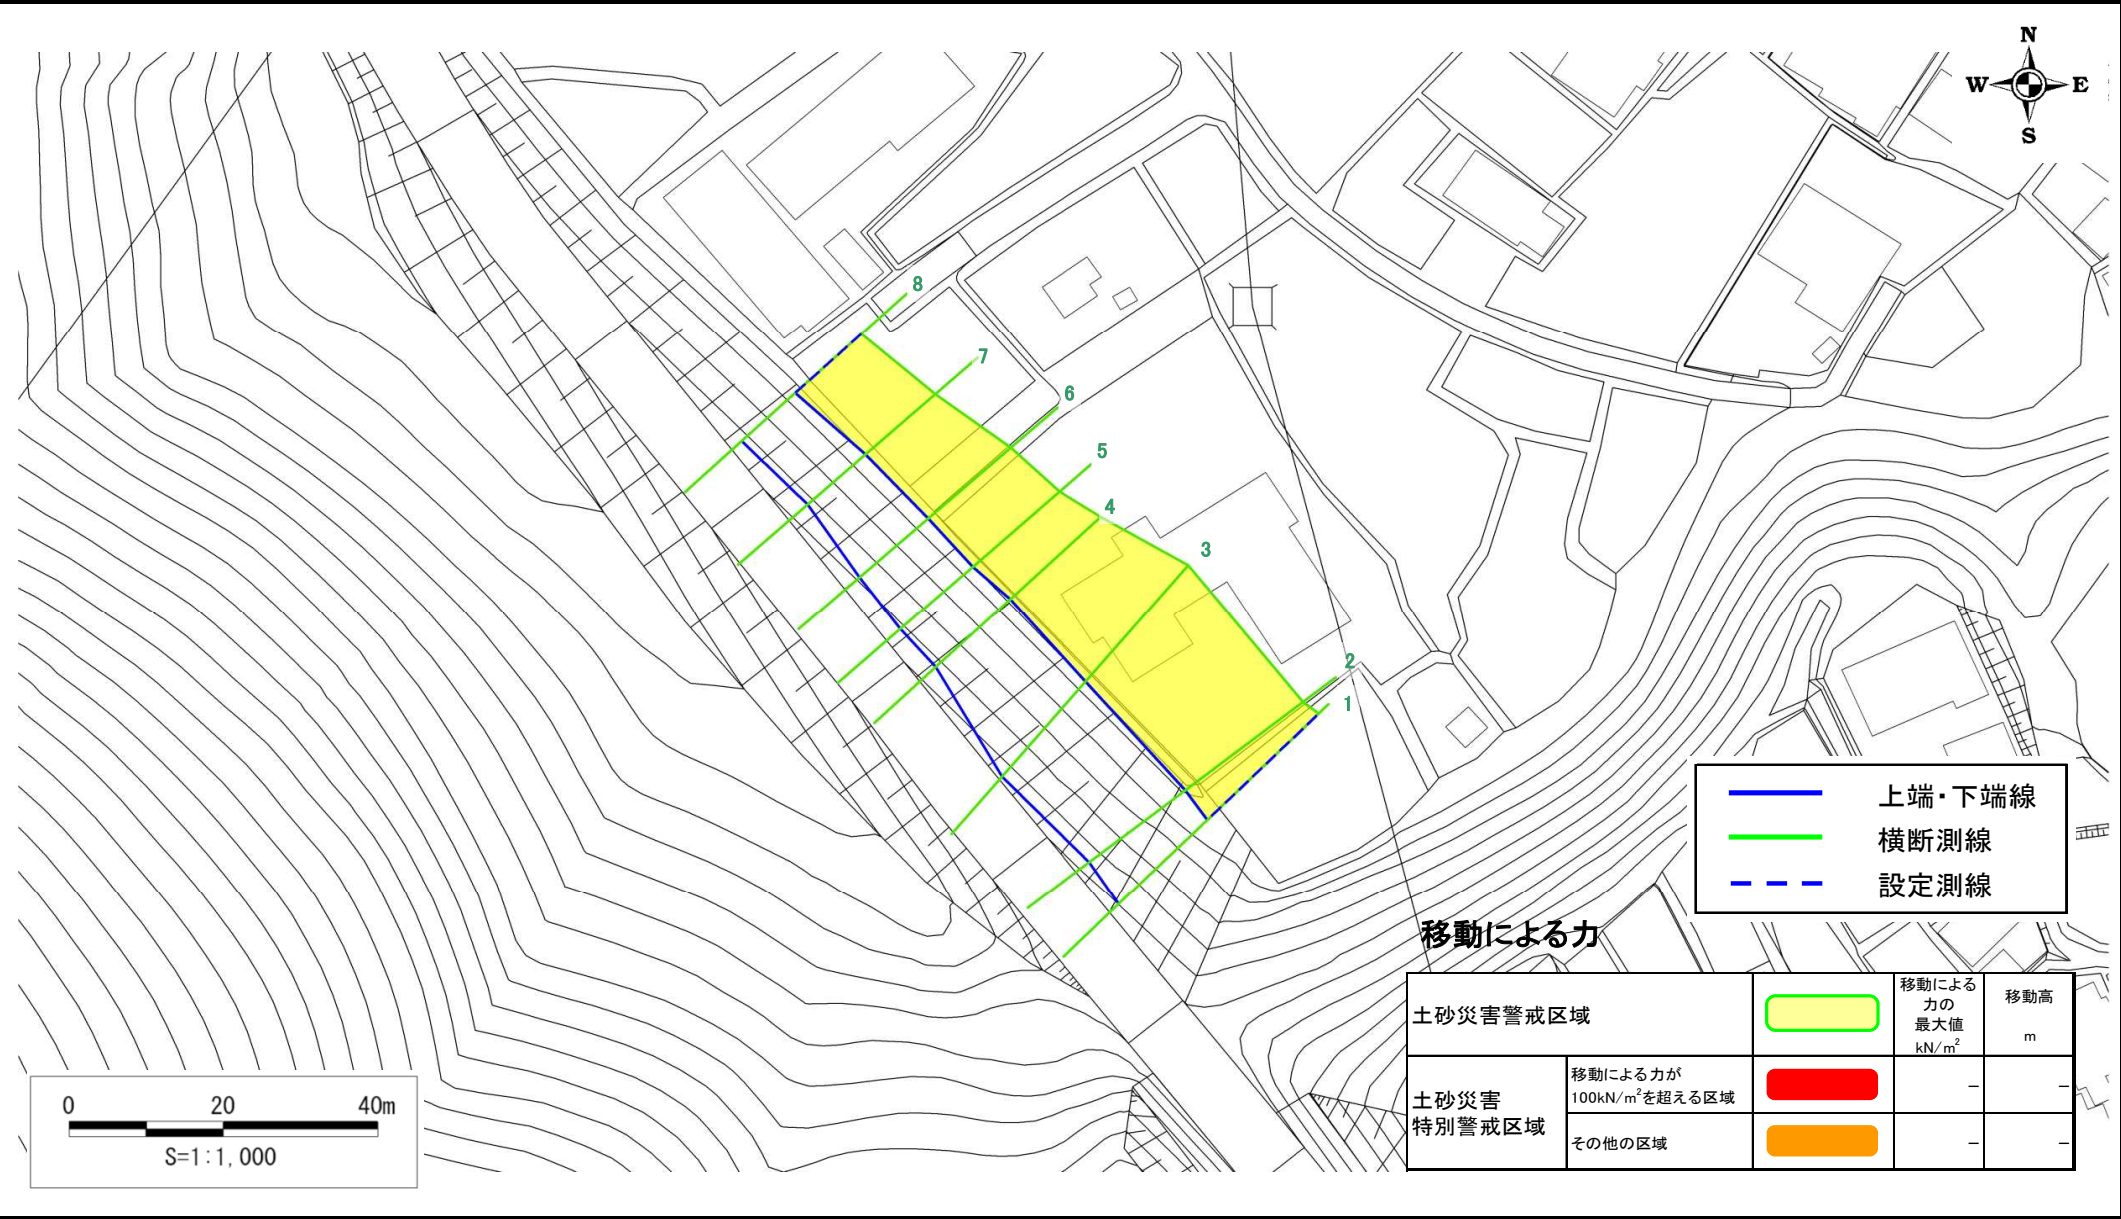 N
W E
S
8
7
6
5
4
3
2
1
上端・下端線
横断測線
設定測線
移動による力
土砂災害警戒区域
移動による
力の
最大値
kN/m²
移動高
m
土砂災害
特別警戒区域
移動による力が
100kN/m²を超える区域
－ －
その他の区域
－ －
0 20 40m
S=1:1,000